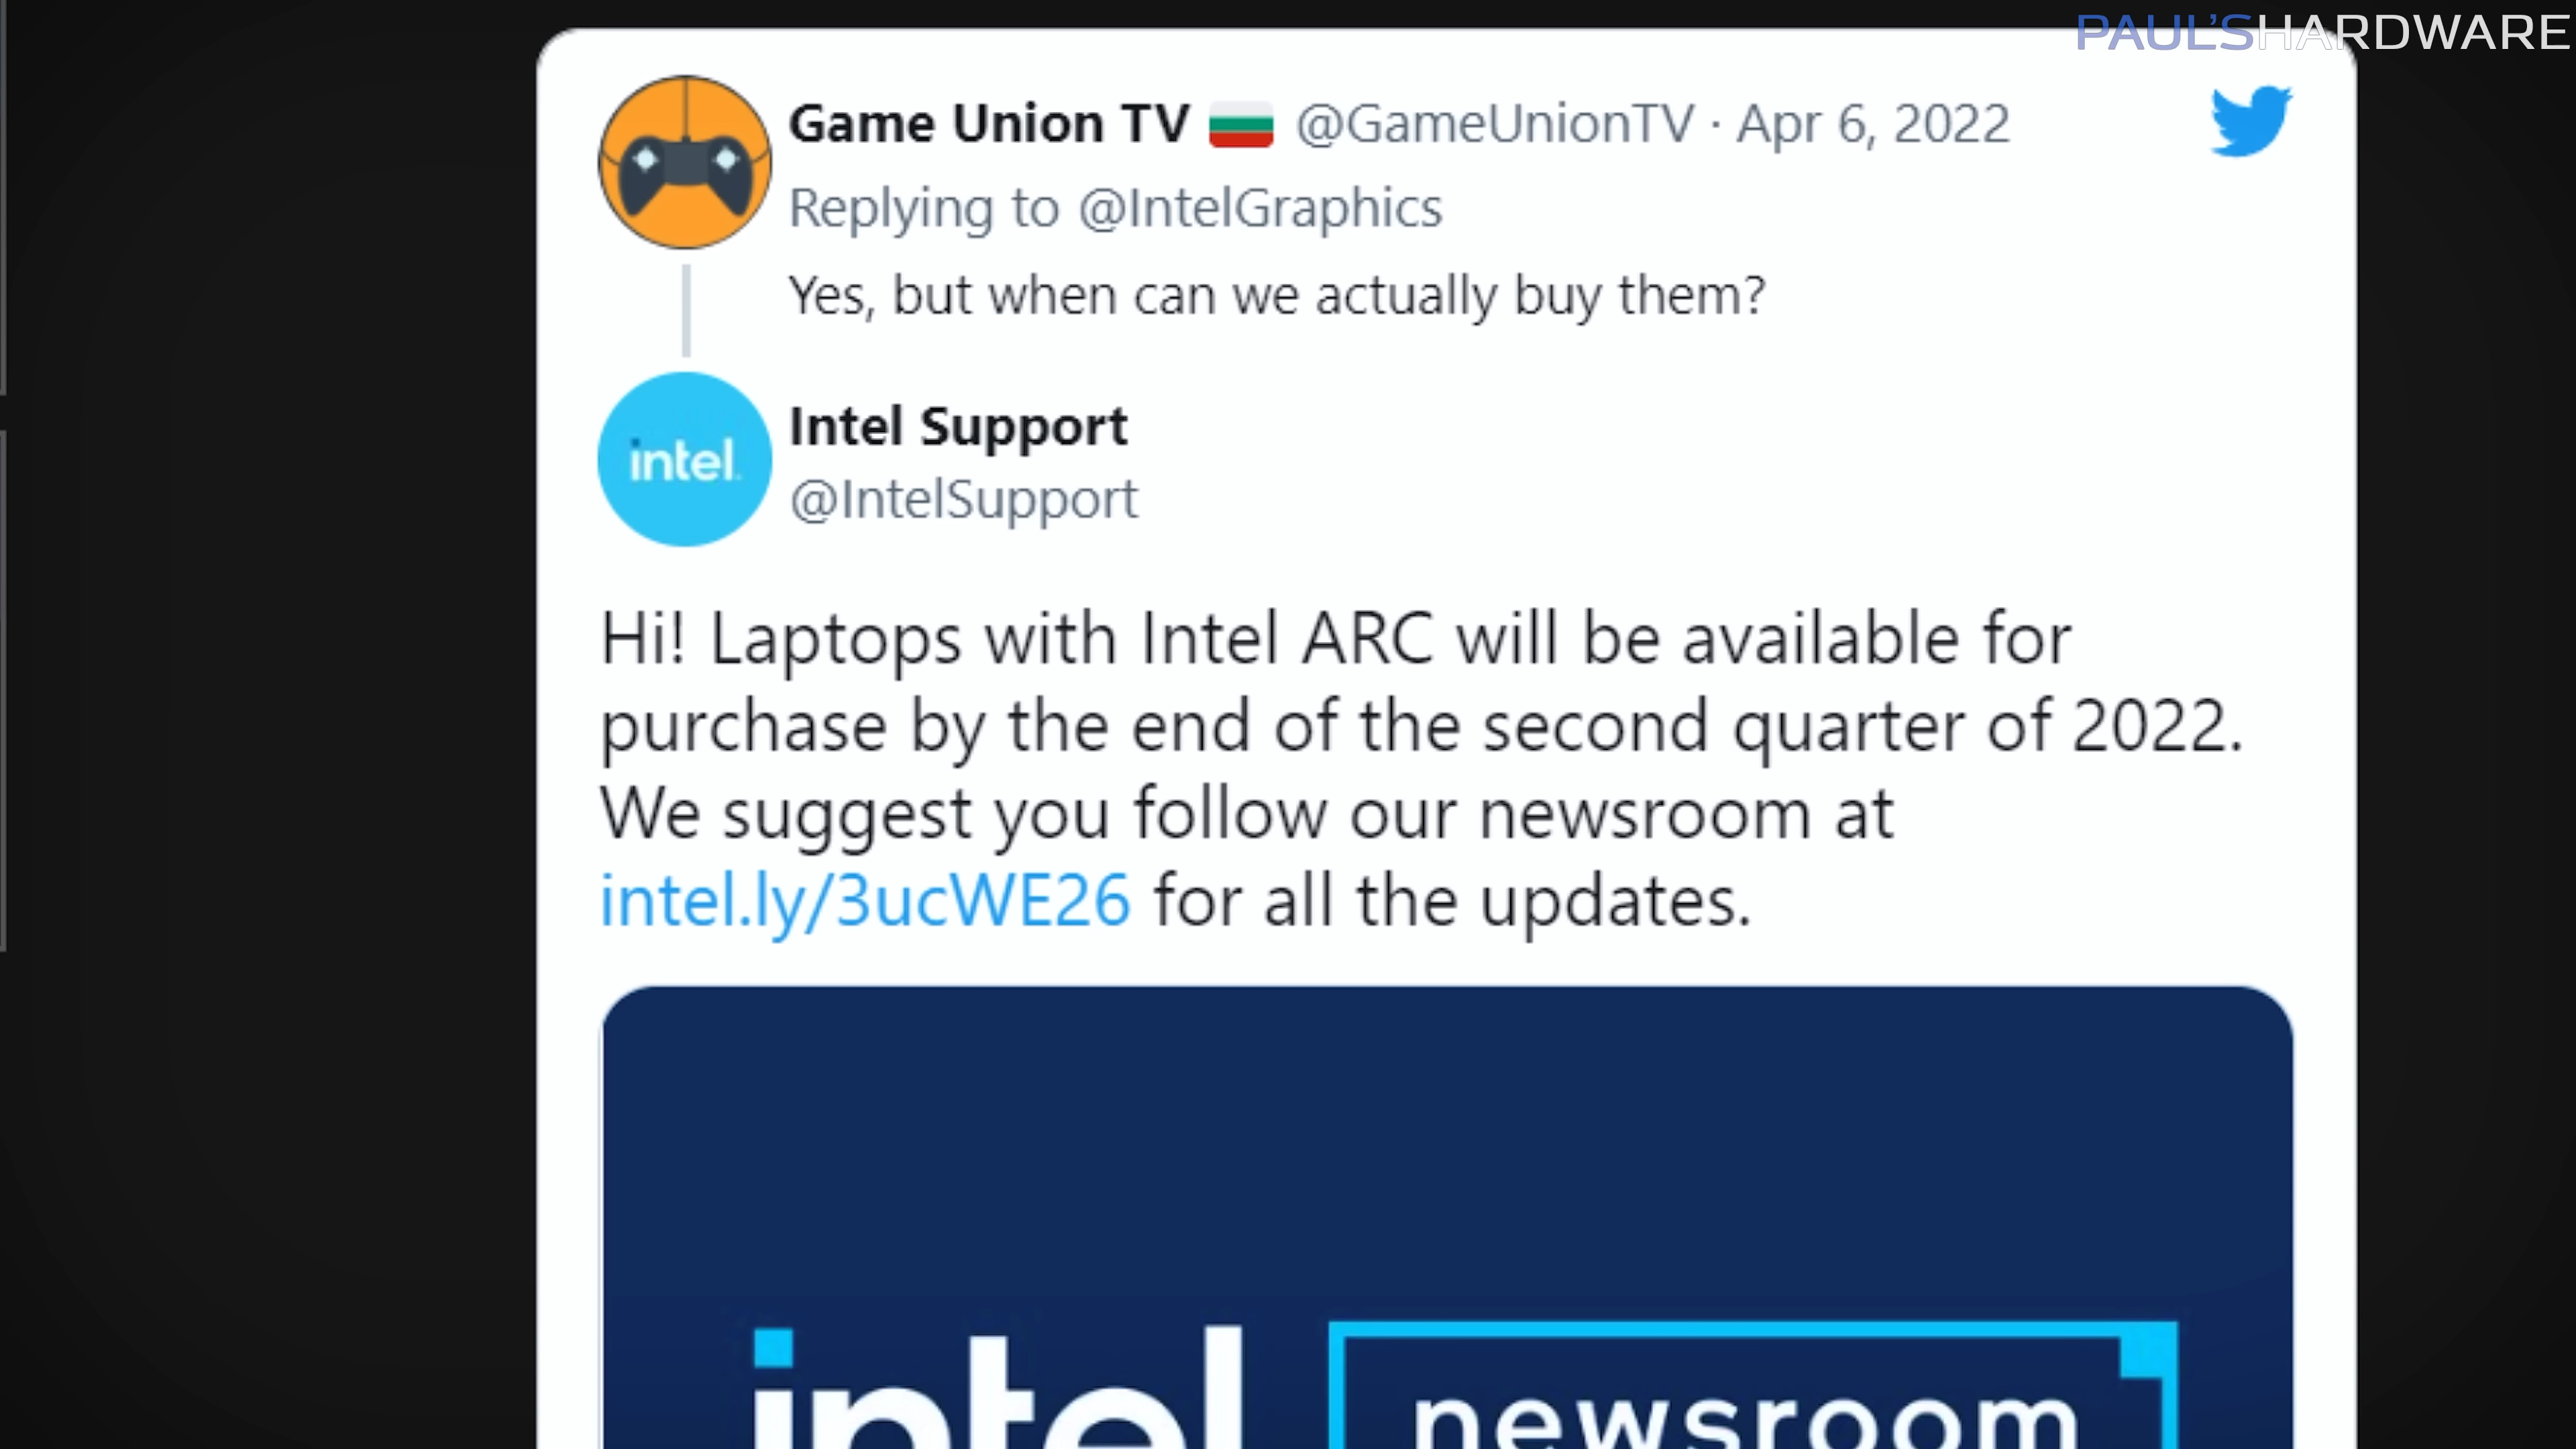 PAUL'SHARDWARE
Game Union TV @GameUnionTV · Apr 6, 2022
Replying to @IntelGraphics
Yes, but when can we actually buy them?
intel.
Intel Support
@IntelSupport
Hi! Laptops with Intel ARC will be available for
purchase by the end of the second quarter of 2022.
We suggest you follow our newsroom at
intel.ly/3ucWE26 for all the updates.
intel newsroom